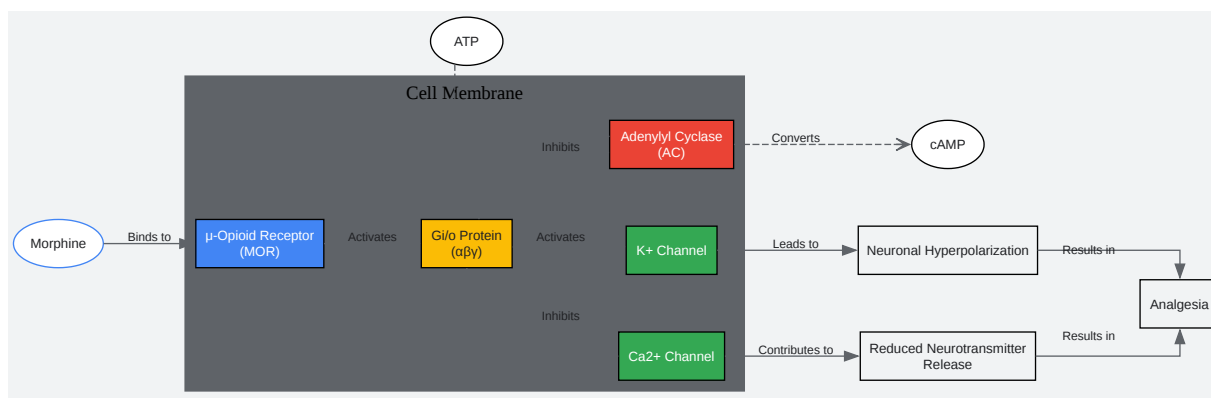 ATP
Cell Membrane
Adenylyl Cyclase
(AC)
Inhibits
Converts
cAMP
Morphine
Binds to
μ-Opioid Receptor
(MOR)
Activates
Gi/o Protein
(αβγ)
Activates
K+ Channel
Leads to
Neuronal Hyperpolarization
Results in
Analgesia
Inhibits
Ca2+ Channel
Contributes to
Reduced Neurotransmitter
Release
Results in